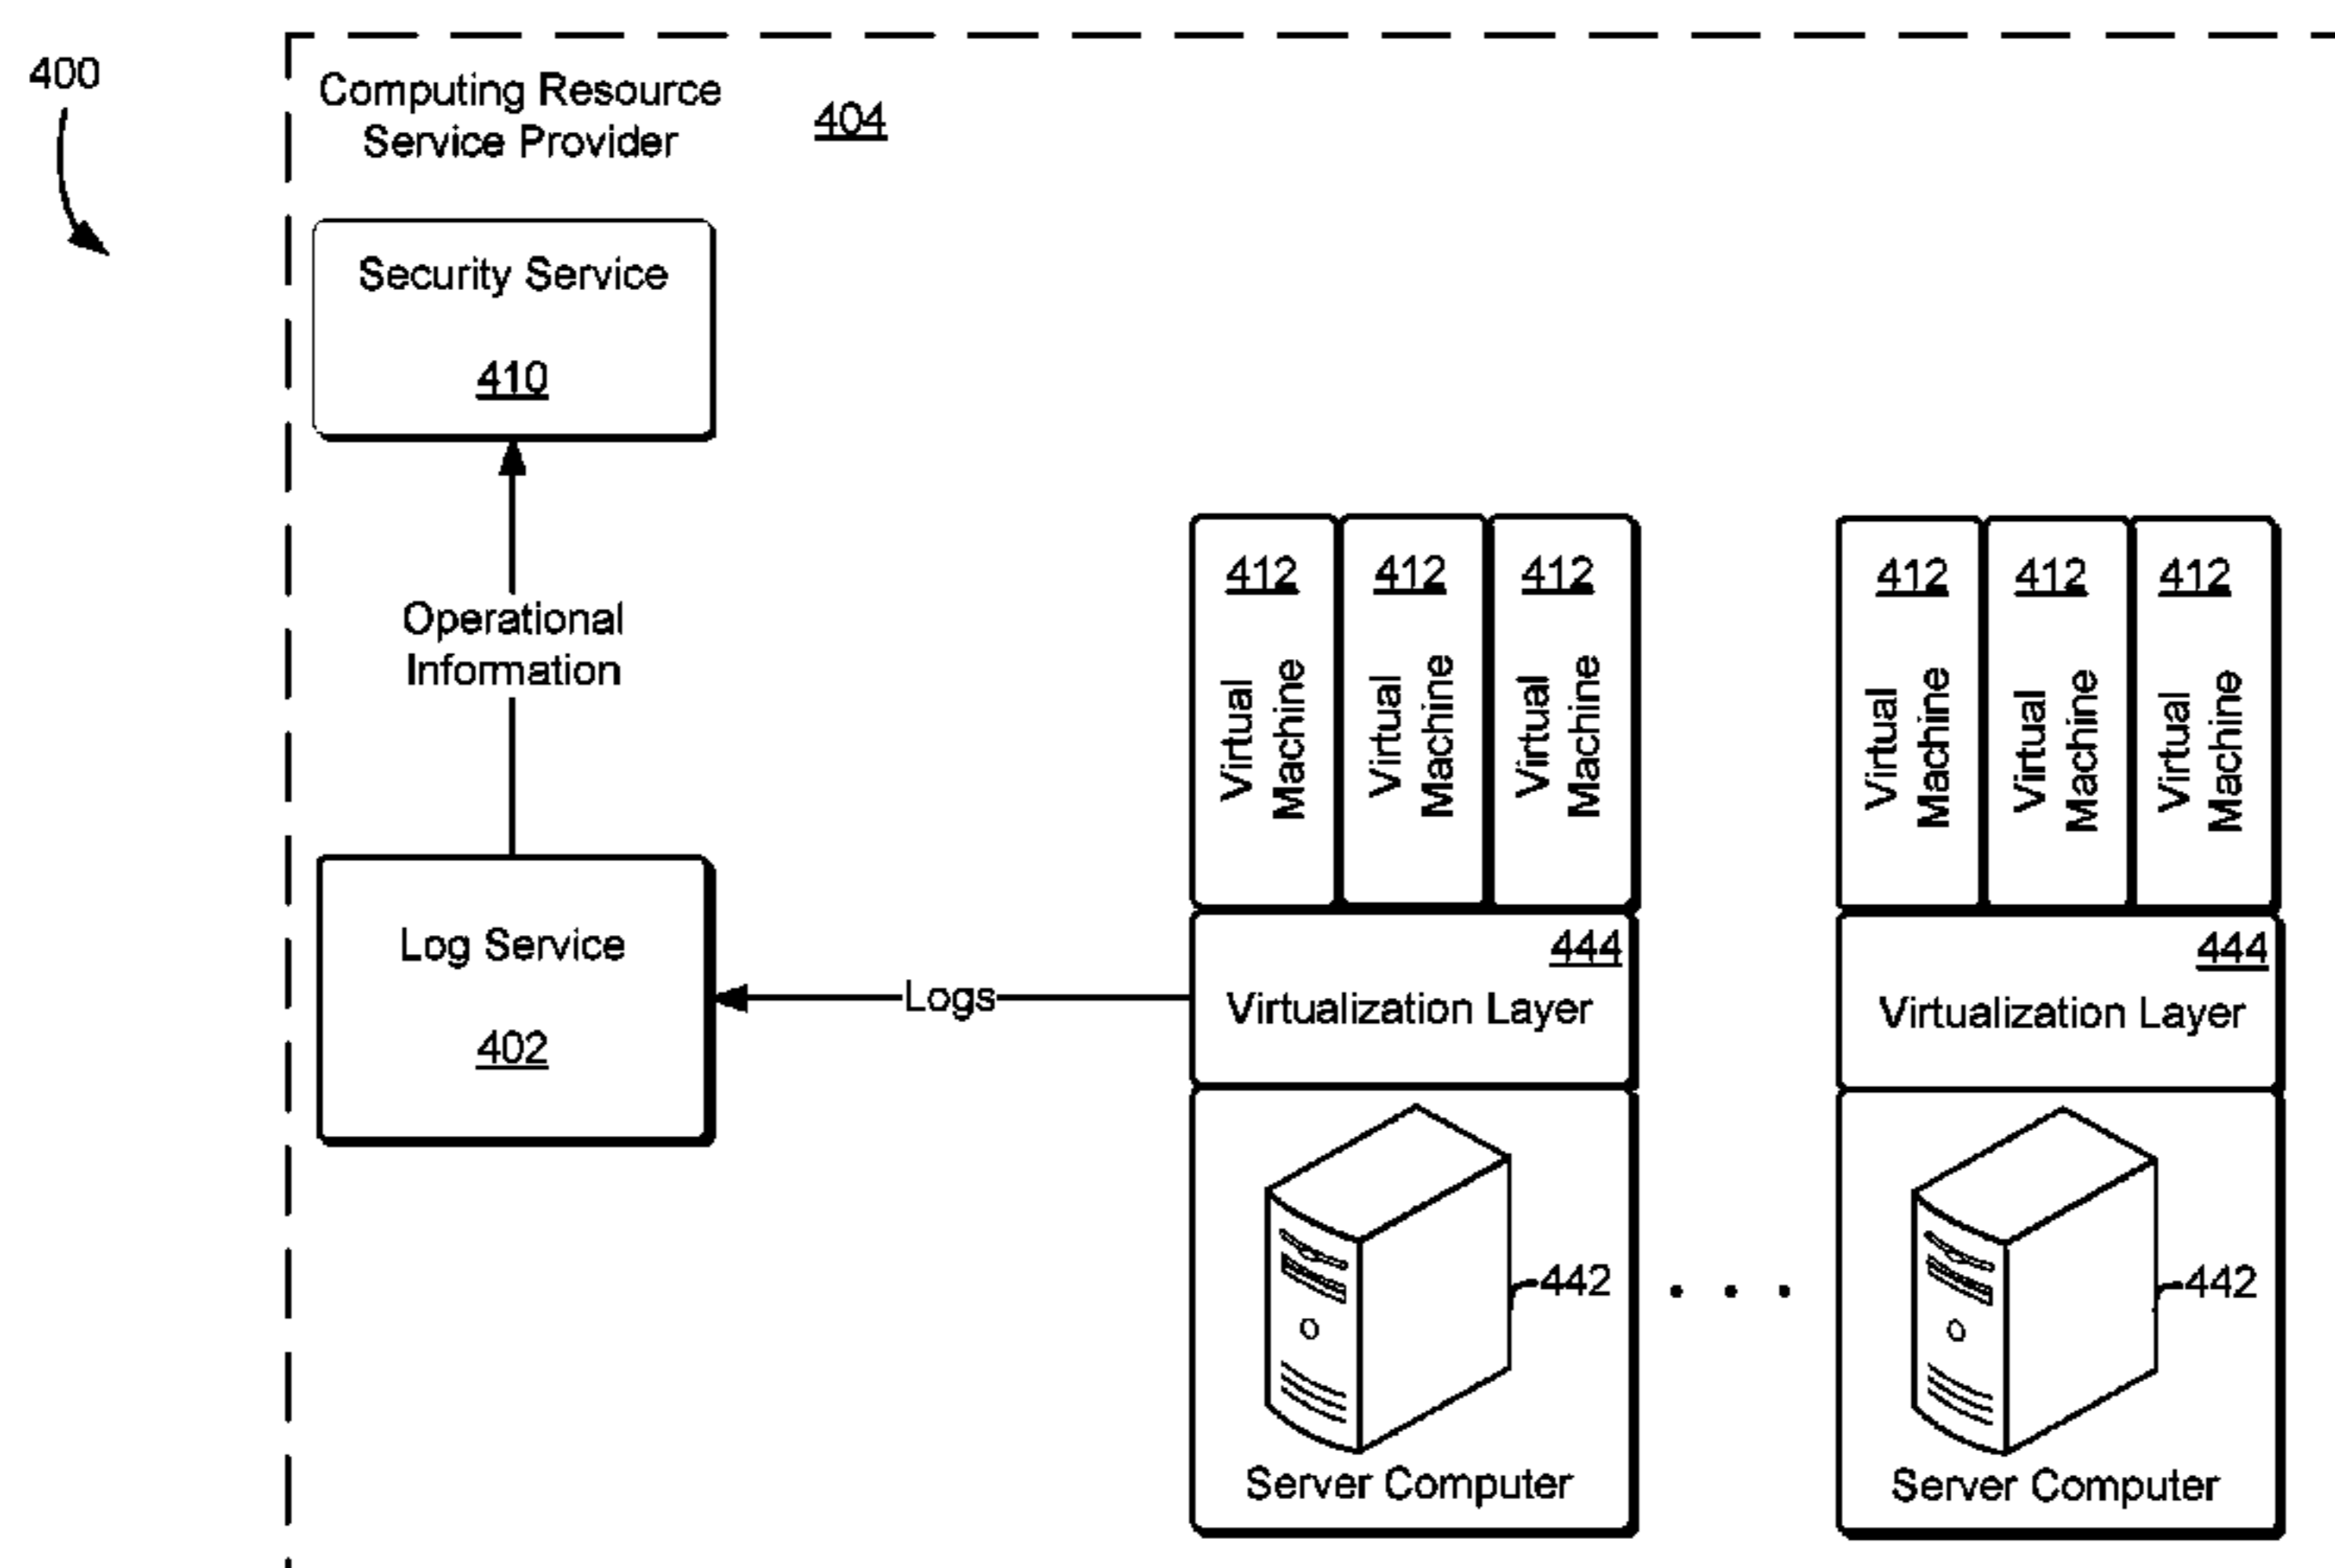 400
Computing Resource
Service Provider
404
Security Service
410
Operational
Information
Log Service
402
Logs
412
Virtual
Machine
412
Virtual
Machine
412
Virtual
Machine
444
Virtualization Layer
442
Server Computer
. . .
412
Virtual
Machine
412
Virtual
Machine
412
Virtual
Machine
444
Virtualization Layer
442
Server Computer